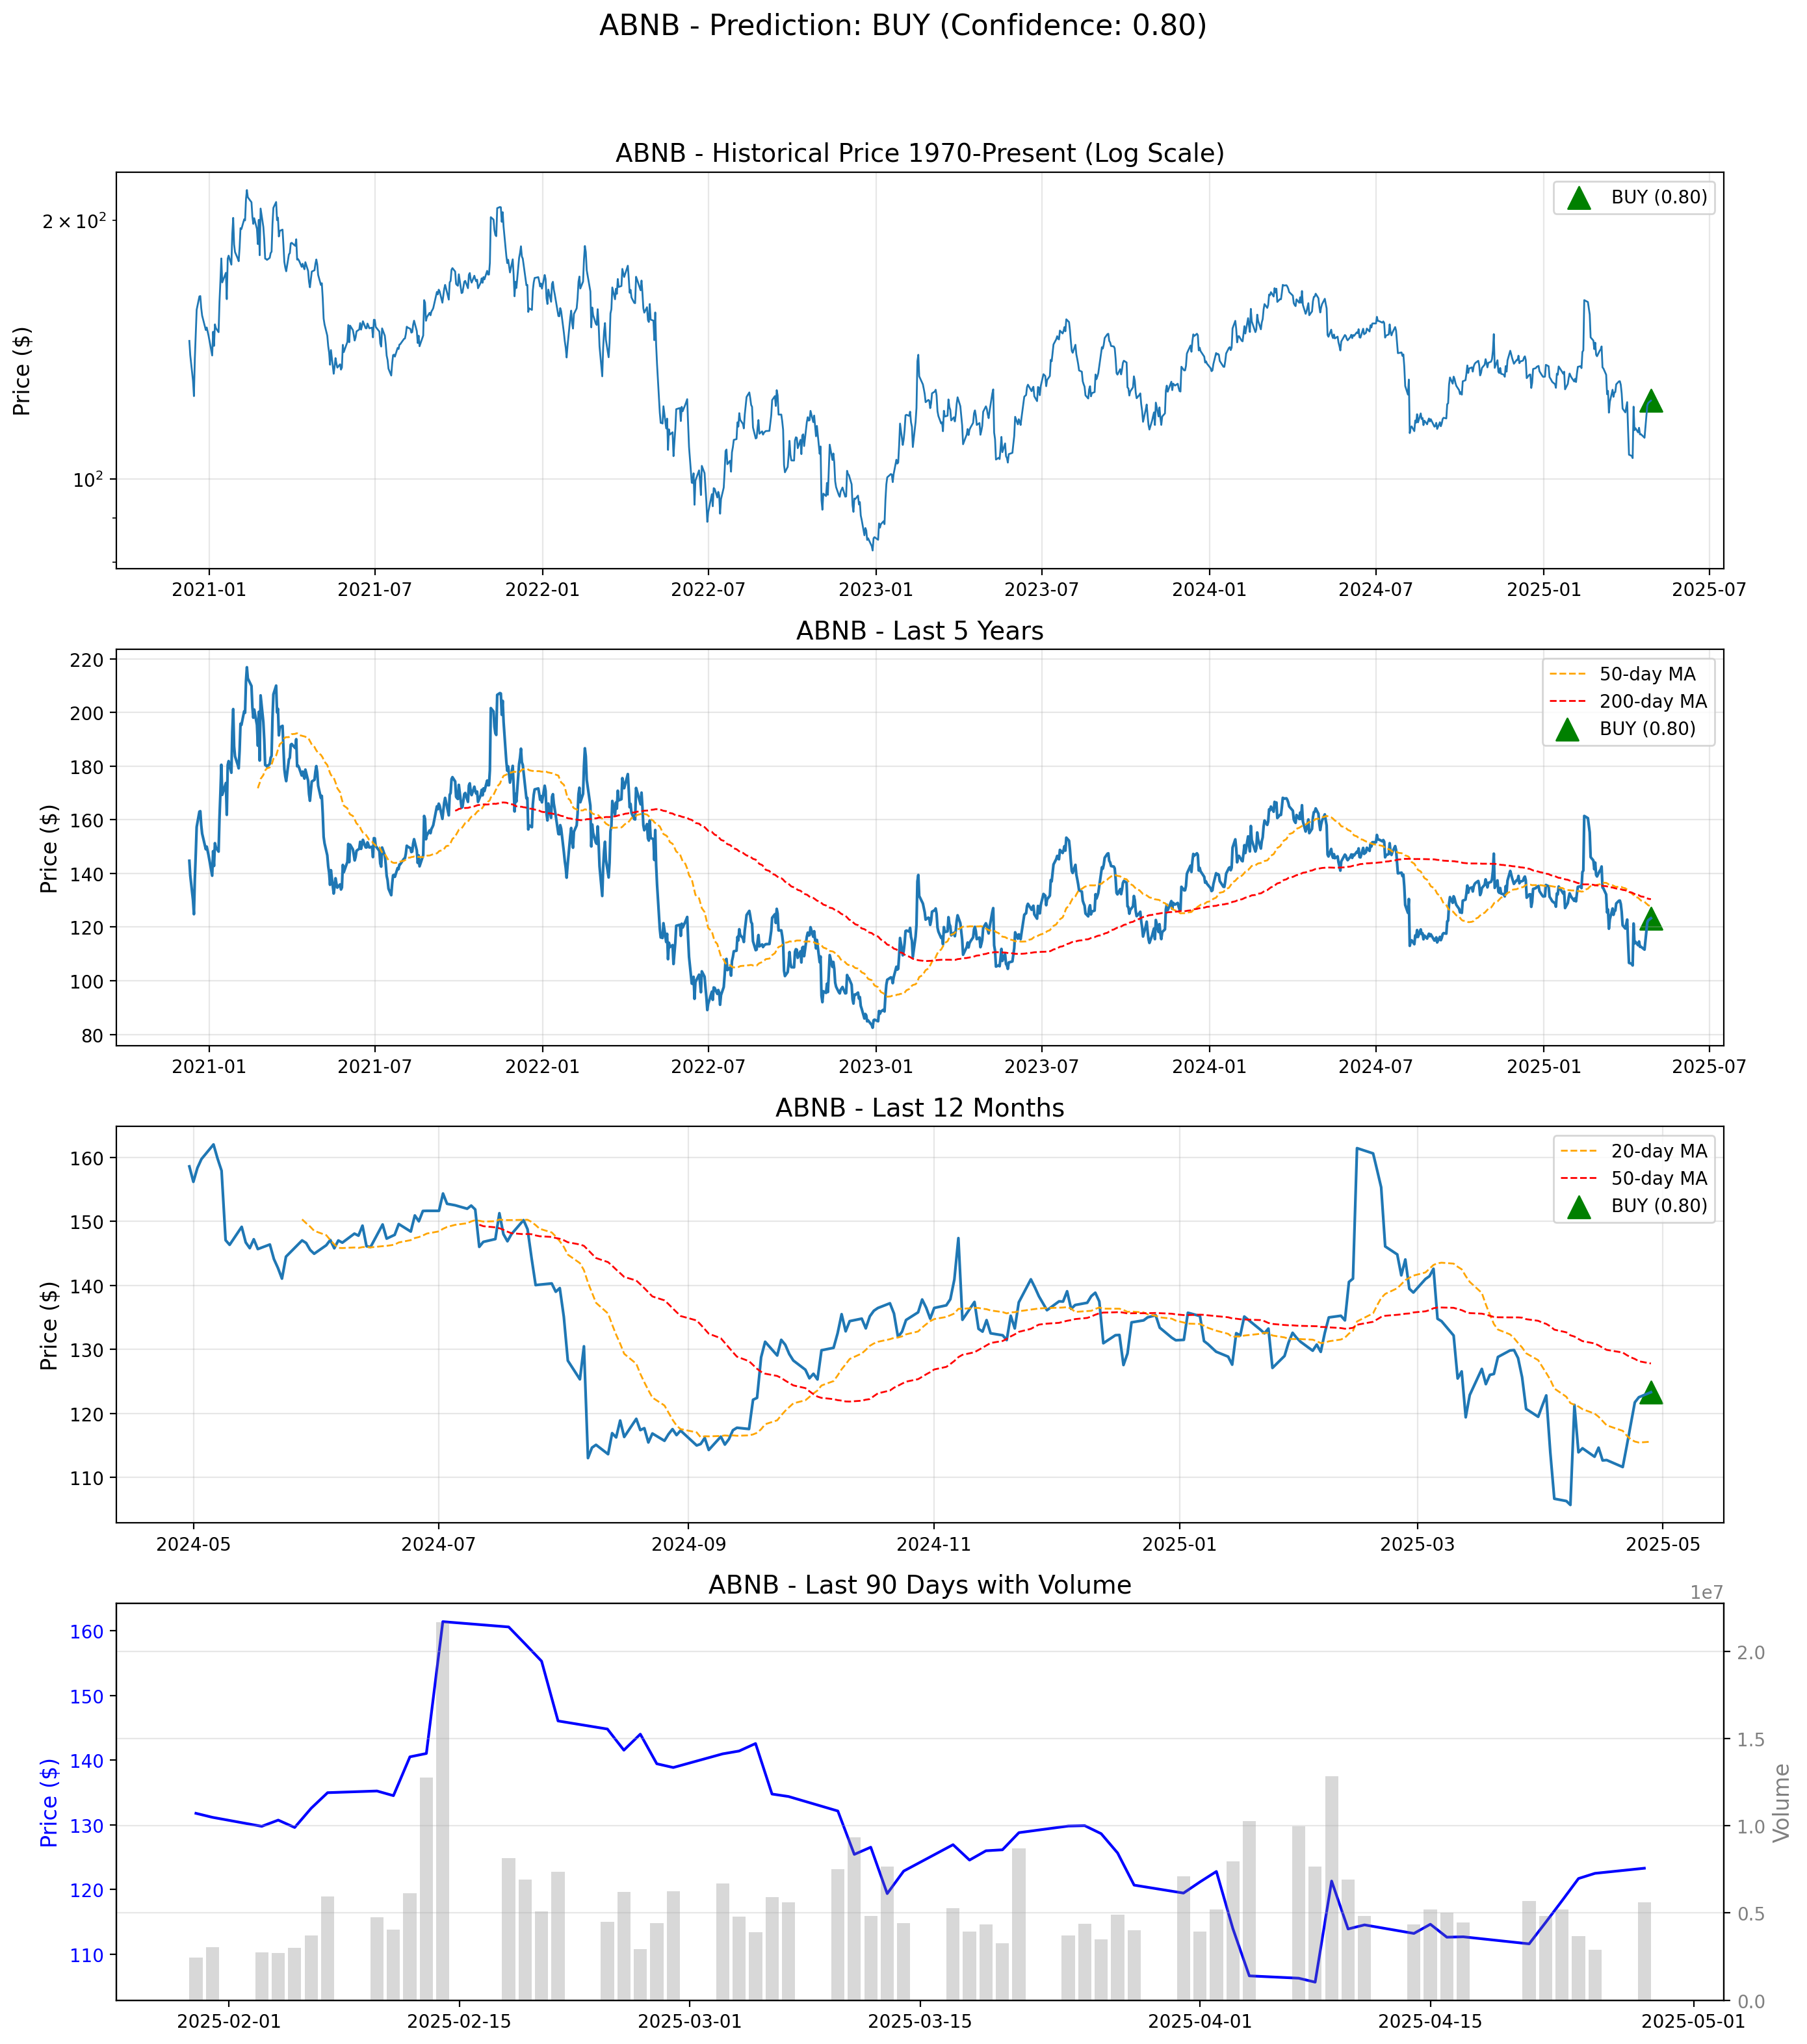 ABNB - Prediction: BUY (Confidence: 0.80)
ABNB - Historical Price 1970-Present (Log Scale)
Price ($)
2 × 10²
10²
BUY (0.80)
2021-01 2021-07 2022-01 2022-07 2023-01 2023-07 2024-01 2024-07 2025-01 2025-07
ABNB - Last 5 Years
Price ($)
220
200
180
160
140
120
100
80
50-day MA
200-day MA
BUY (0.80)
2021-01 2021-07 2022-01 2022-07 2023-01 2023-07 2024-01 2024-07 2025-01 2025-07
ABNB - Last 12 Months
Price ($)
160
150
140
130
120
110
20-day MA
50-day MA
BUY (0.80)
2024-05 2024-07 2024-09 2024-11 2025-01 2025-03 2025-05
ABNB - Last 90 Days with Volume
1e7
Price ($)
160
150
140
130
120
110
2.0
1.5
1.0
0.5
0.0
Volume
2025-02-01 2025-02-15 2025-03-01 2025-03-15 2025-04-01 2025-04-15 2025-05-01